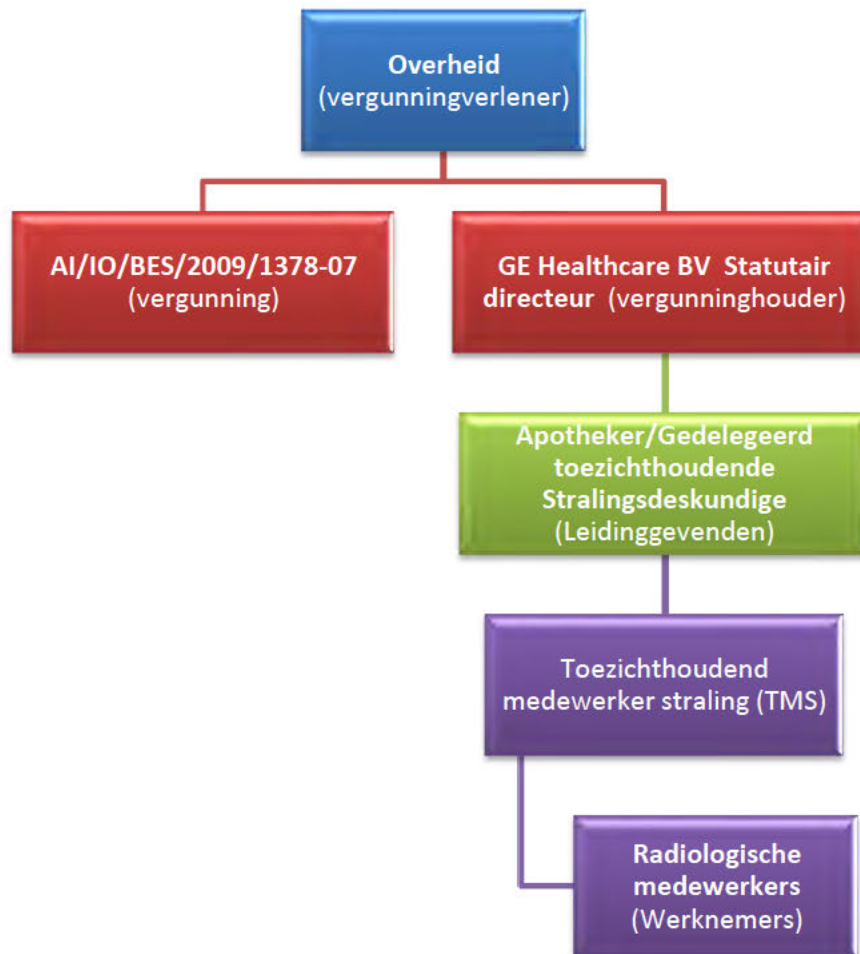 Overheid
(vergunningverlener)
AI/IO/BES/2009/1378-07
(vergunning)
GE Healthcare BV Statutair
directeur (vergunninghouder)
Apotheker/Gedelegeerd
toezichthoudende
Stralingsdeskundige
(Leidinggevenden)
Toezichthoudend
medewerker straling (TMS)
Radiologische
medewerkers
(Werknemers)